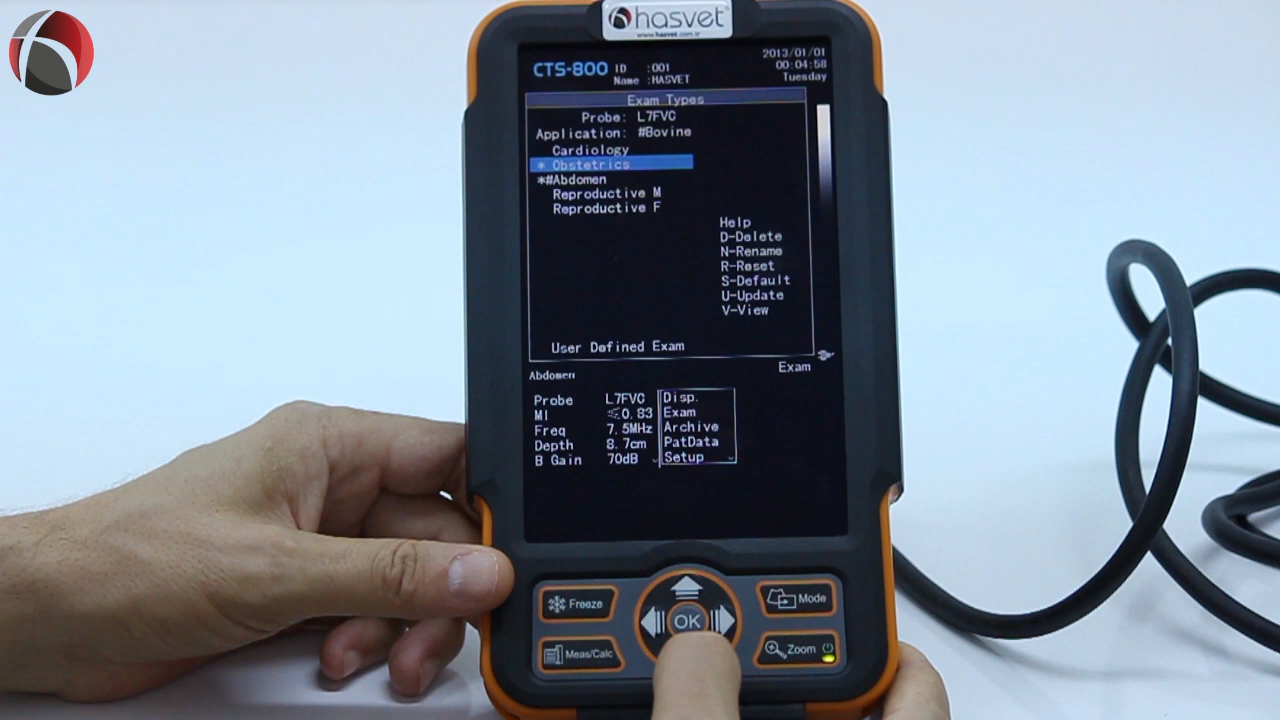 hasvet
www.hasvet.com.tr
CTS-800
ID :001
Name :HASVET
2013/01/01
00:04:58
Tuesday
Exam Types
Probe: L7FVC
Application: #Bovine
Cardiology
* Obstetrics
*#Abdomen
Reproductive M
Reproductive F
Help
D-Delete
N-Rename
R-Reset
S-Default
U-Update
V-View
User Defined Exam
Abdomen
Exam
Probe L7FVC
MI ≤0.83
Freq 7.5MHz
Depth 8.7cm
B Gain 70dB
Disp.
Exam
Archive
PatData
Setup
Freeze
Mode
OK
Meas/Calc
Zoom